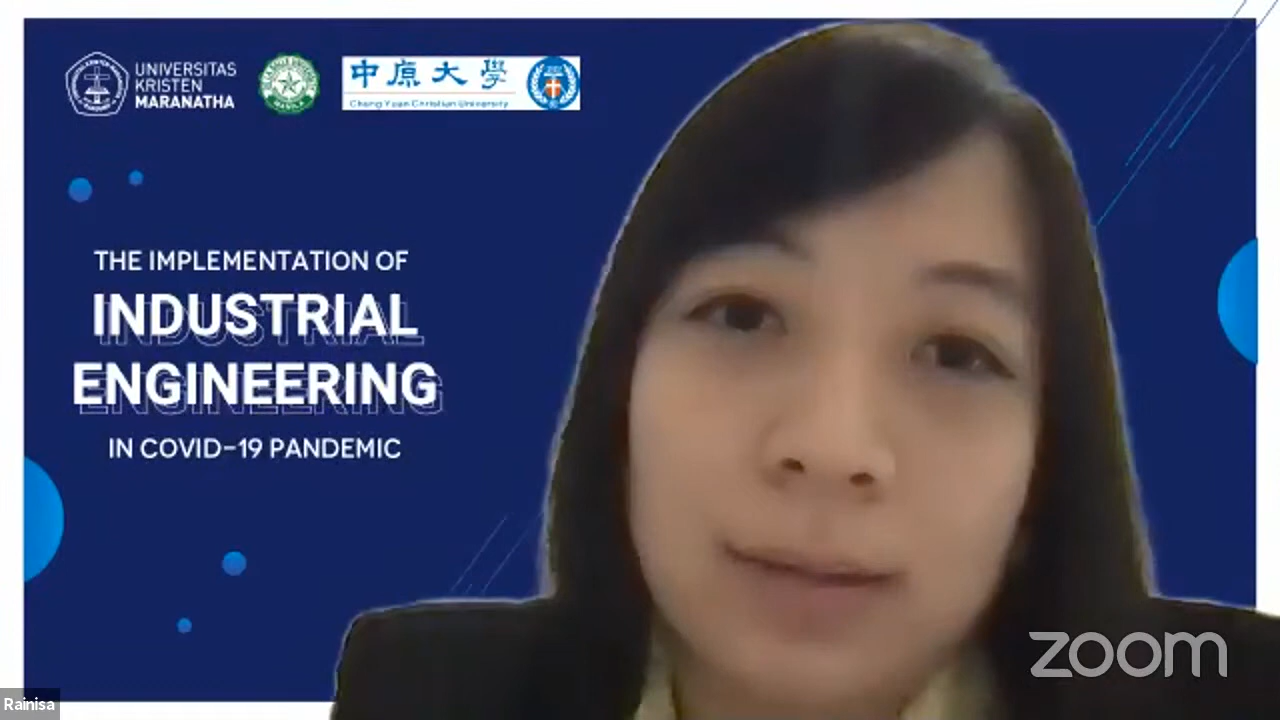 UNIVERSITAS
KRISTEN
MARANATHA
中原大學
Chung Yuan Christian University
THE IMPLEMENTATION OF
INDUSTRIAL
ENGINEERING
IN COVID-19 PANDEMIC
zoom
Rainisa